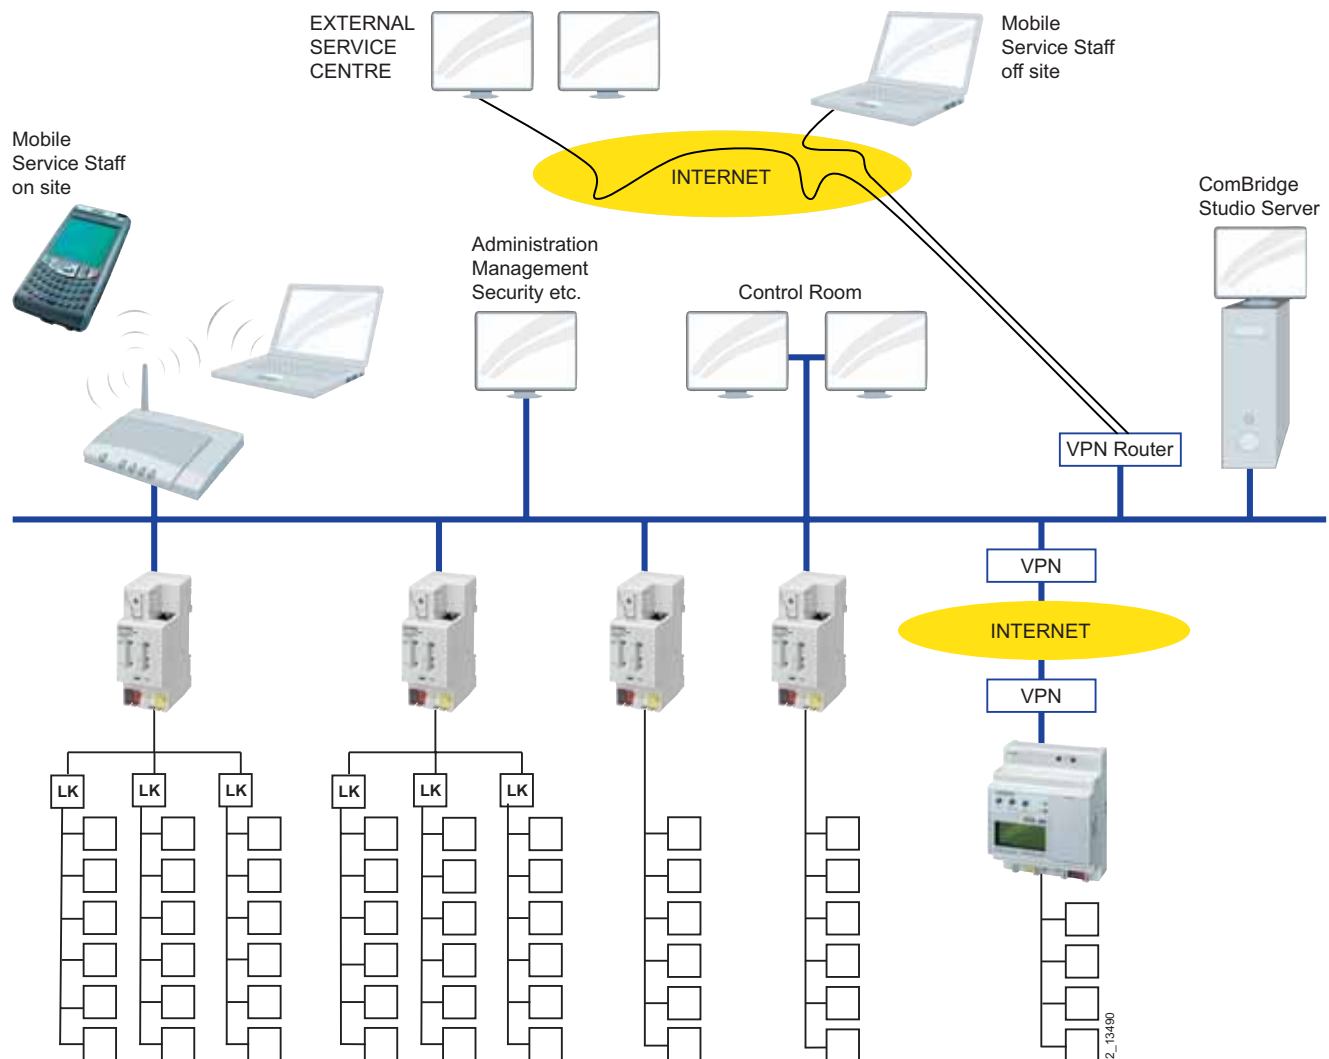 EXTERNAL
SERVICE
CENTRE
Mobile
Service Staff
off site
Mobile
Service Staff
on site
INTERNET
ComBridge
Studio Server
Administration
Management
Security etc.
Control Room
VPN Router
VPN
INTERNET
VPN
LK
LK
LK
LK
LK
LK
2_13490